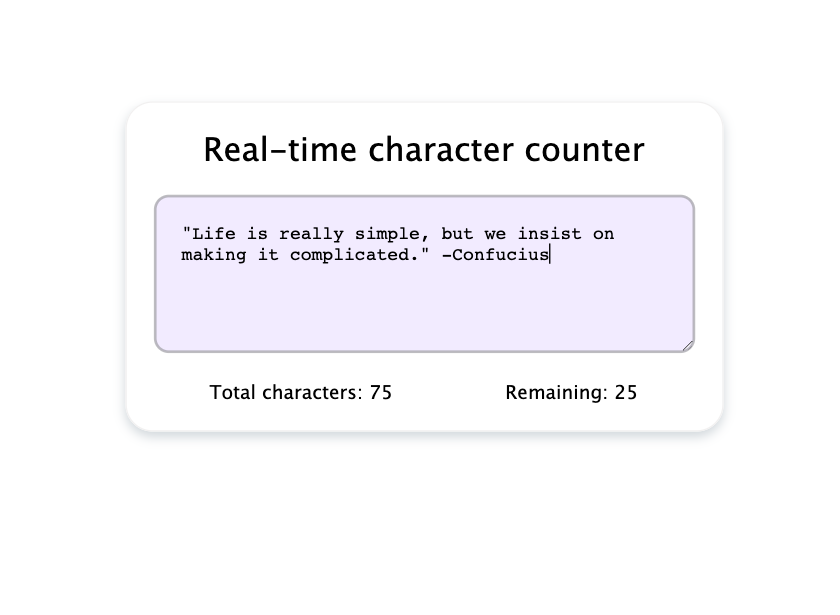 Real-time character counter
"Life is really simple, but we insist on
making it complicated." -Confucius
Total characters: 75
Remaining: 25